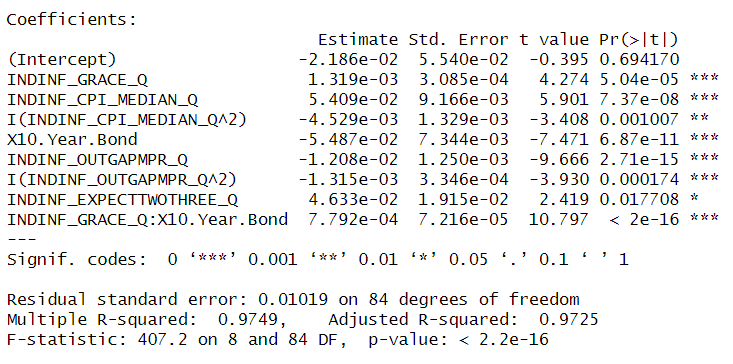 Coefficients:
Estimate Std. Error t value Pr(>|t|)
(Intercept) -2.186e-02 5.540e-02 -0.395 0.694170
INDINF_GRACE_Q 1.319e-03 3.085e-04 4.274 5.04e-05 ***
INDINF_CPI_MEDIAN_Q 5.409e-02 9.166e-03 5.901 7.37e-08 ***
I(INDINF_CPI_MEDIAN_Q^2) -4.529e-03 1.329e-03 -3.408 0.001007 **
X10.Year.Bond -5.487e-02 7.344e-03 -7.471 6.87e-11 ***
INDINF_OUTGAPMPR_Q -1.208e-02 1.250e-03 -9.666 2.71e-15 ***
I(INDINF_OUTGAPMPR_Q^2) -1.315e-03 3.346e-04 -3.930 0.000174 ***
INDINF_EXPECTTWOTHREE_Q 4.633e-02 1.915e-02 2.419 0.017708 *
INDINF_GRACE_Q:X10.Year.Bond 7.792e-04 7.216e-05 10.797 < 2e-16 ***
---
Signif. codes: 0 ‘***’ 0.001 ‘**’ 0.01 ‘*’ 0.05 ‘.’ 0.1 ‘ ’ 1
Residual standard error: 0.01019 on 84 degrees of freedom
Multiple R-squared: 0.9749, Adjusted R-squared: 0.9725
F-statistic: 407.2 on 8 and 84 DF, p-value: < 2.2e-16